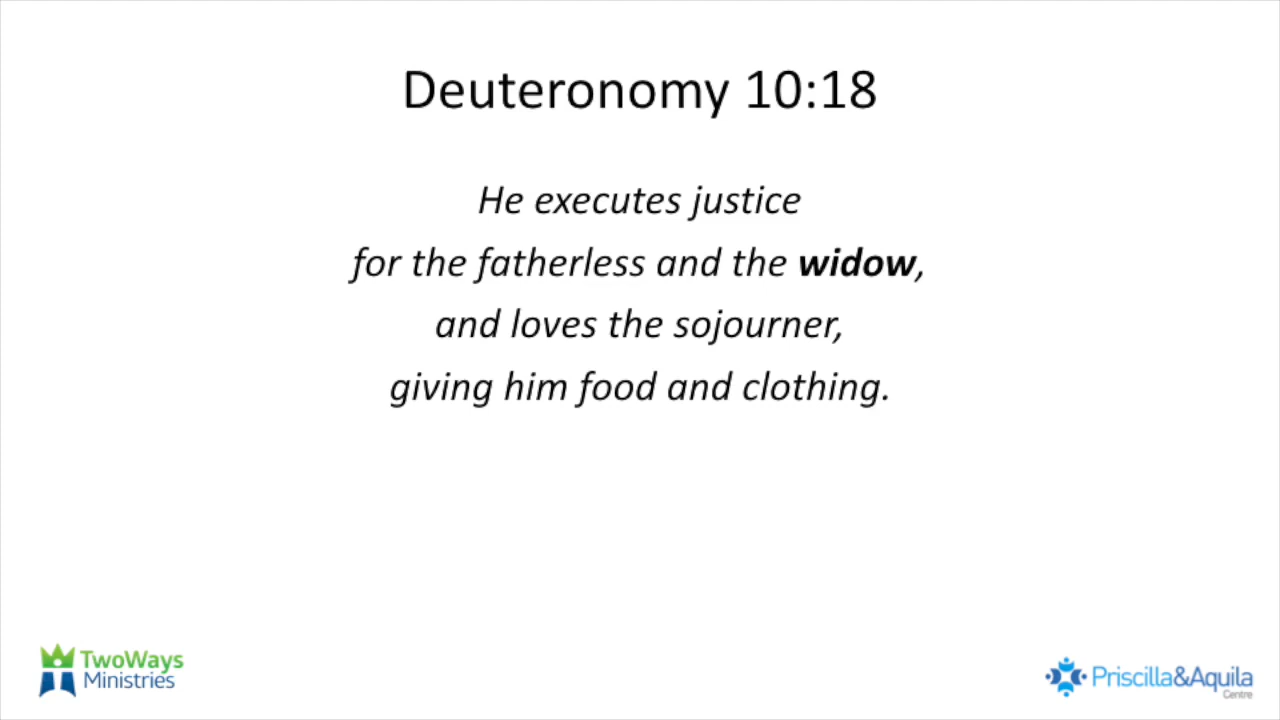 Deuteronomy 10:18
He executes justice
for the fatherless and the widow,
and loves the sojourner,
giving him food and clothing.
TwoWays
Ministries
Priscilla&Aquila
Centre